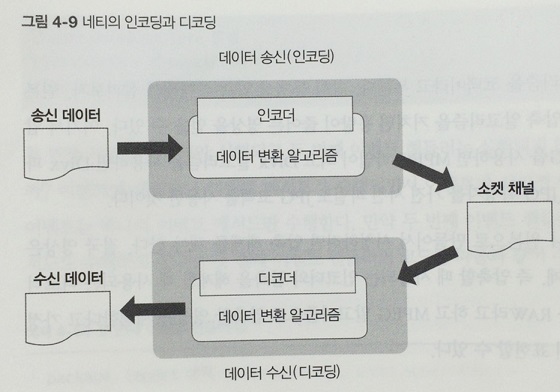 그림 4-9 네티의 인코딩과 디코딩
데이터 송신(인코딩)
송신 데이터
인코더
데이터 변환 알고리즘
소켓 채널
수신 데이터
디코더
데이터 변환 알고리즘
데이터 수신(디코딩)